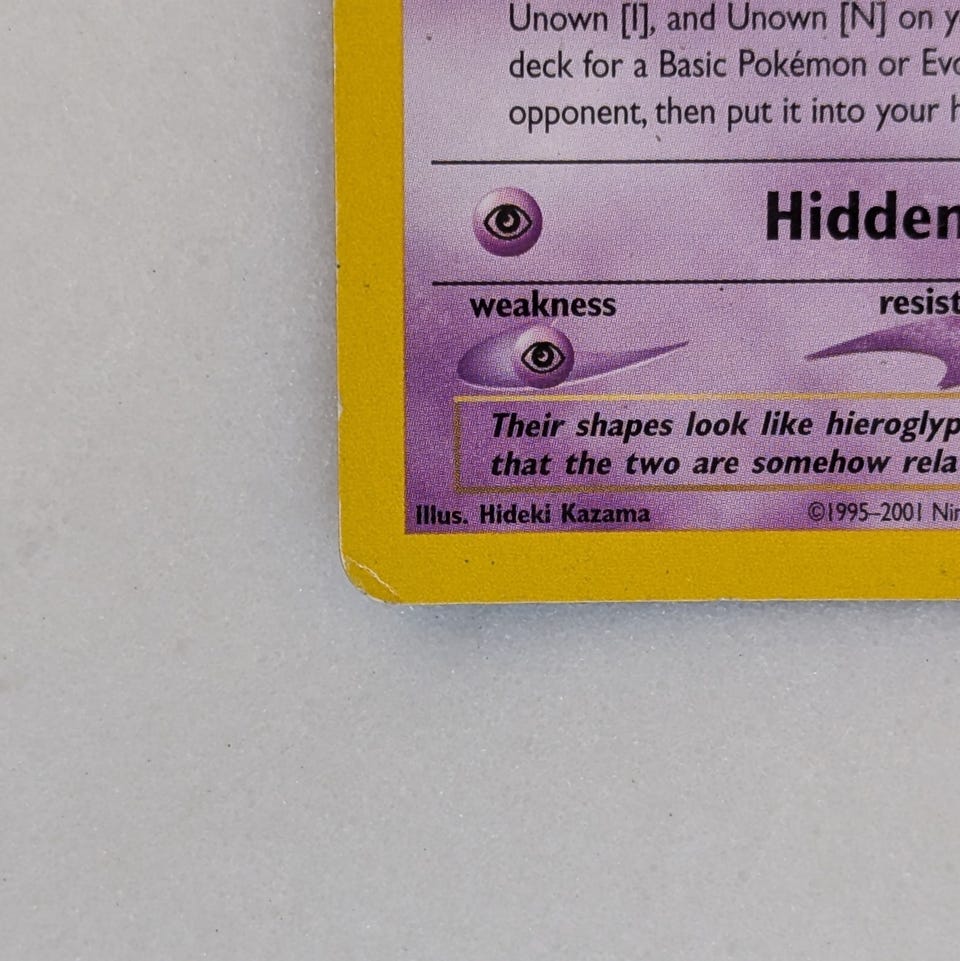 Unown [I], and Unown [N] on y
deck for a Basic Pokémon or Evo
opponent, then put it into your h
Hidden
weakness resist
Their shapes look like hieroglyp
that the two are somehow rela
Illus. Hideki Kazama ©1995–2001 Nin